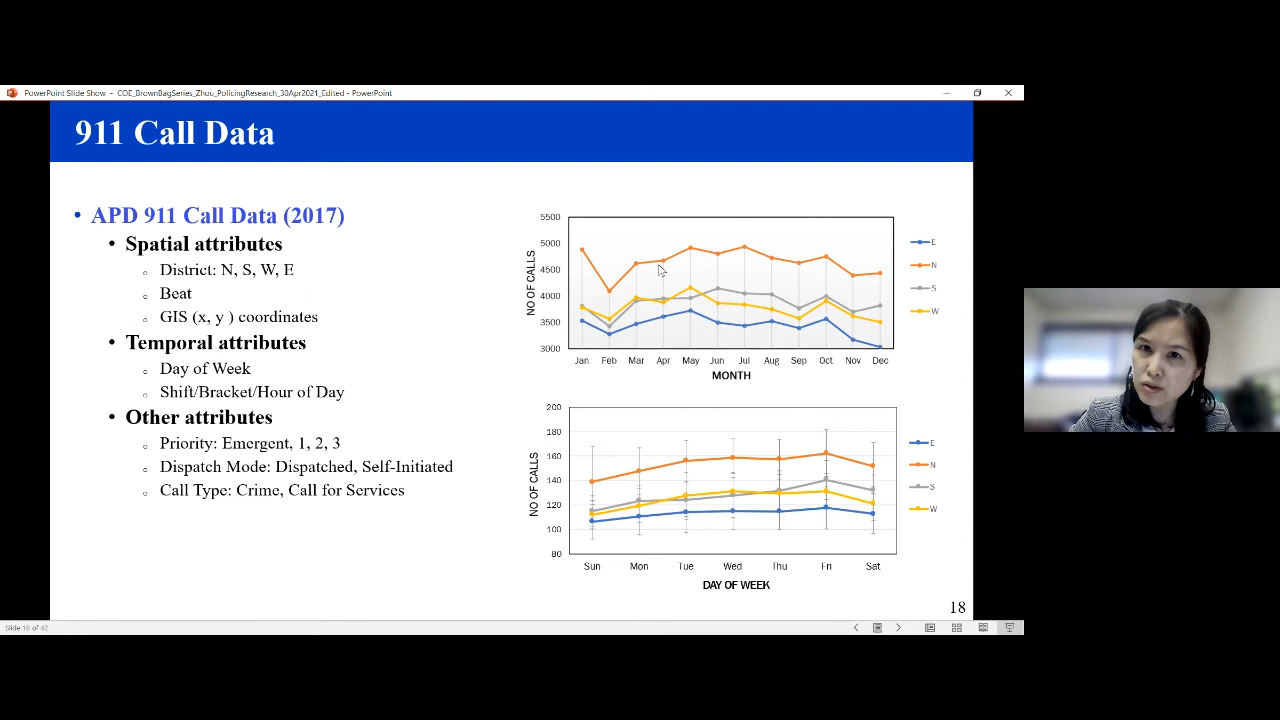 PowerPoint Slide Show - COE_BrownBagSeries_Zhou_PolicingResearch_30Apr2021_Edited - PowerPoint
911 Call Data
• APD 911 Call Data (2017)
• Spatial attributes
o District: N, S, W, E
o Beat
o GIS (x, y ) coordinates
• Temporal attributes
o Day of Week
o Shift/Bracket/Hour of Day
• Other attributes
o Priority: Emergent, 1, 2, 3
o Dispatch Mode: Dispatched, Self-Initiated
o Call Type: Crime, Call for Services
5500
5000
4500
4000
3500
3000
NO OF CALLS
Jan Feb Mar Apr May Jun Jul Aug Sep Oct Nov Dec
MONTH
E
N
S
W
200
180
160
140
120
100
80
NO OF CALLS
Sun Mon Tue Wed Thu Fri Sat
DAY OF WEEK
E
N
S
W
18
Slide 18 of 42